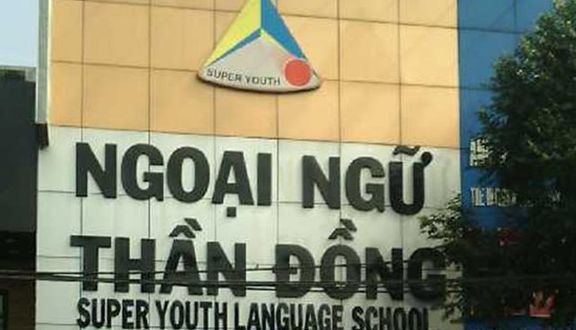 SUPER YOUTH
NGOẠI NGỮ
THẦN ĐỒNG
SUPER YOUTH LANGUAGE SCHOOL